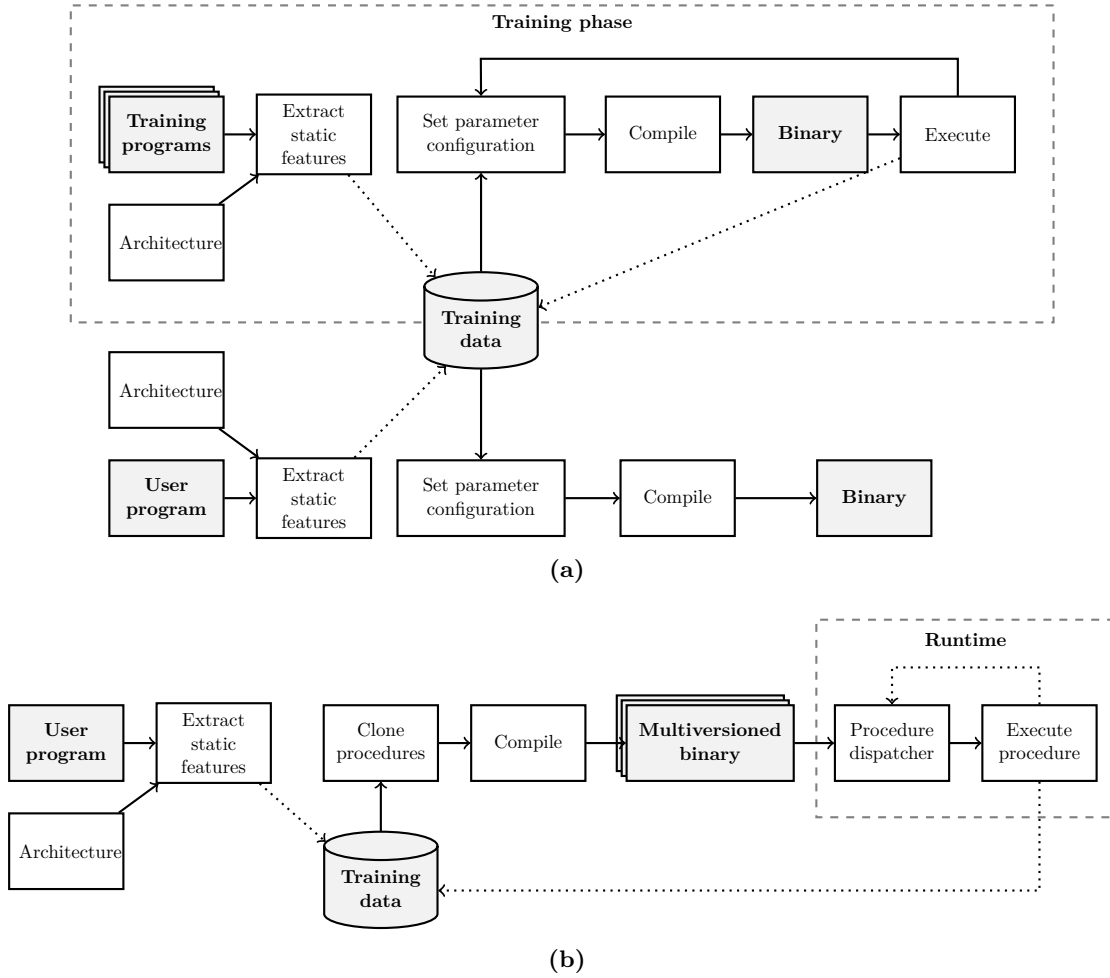 Training phase
Training
programs
Extract
static
features
Set parameter
configuration
Compile
Binary
Execute
Architecture
Training
data
Architecture
User
program
Extract
static
features
Set parameter
configuration
Compile
Binary
(a)
Runtime
User
program
Extract
static
features
Clone
procedures
Compile
Multiversioned
binary
Procedure
dispatcher
Execute
procedure
Architecture
Training
data
(b)